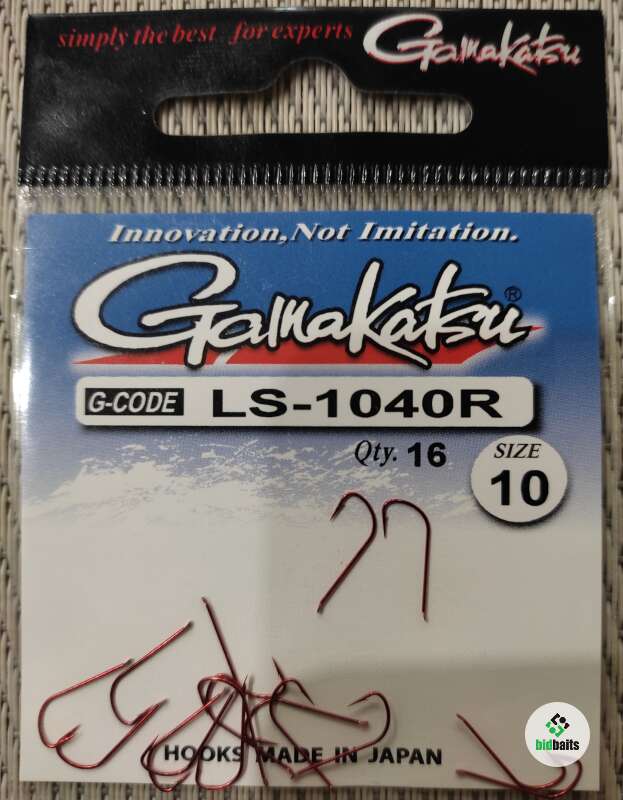 simply the best for experts Gamakatsu
Innovation, Not Imitation.
Gamakatsu®
G-CODE LS-1040R
Qty. 16
SIZE
10
HOOKS MADE IN JAPAN
bidbaits